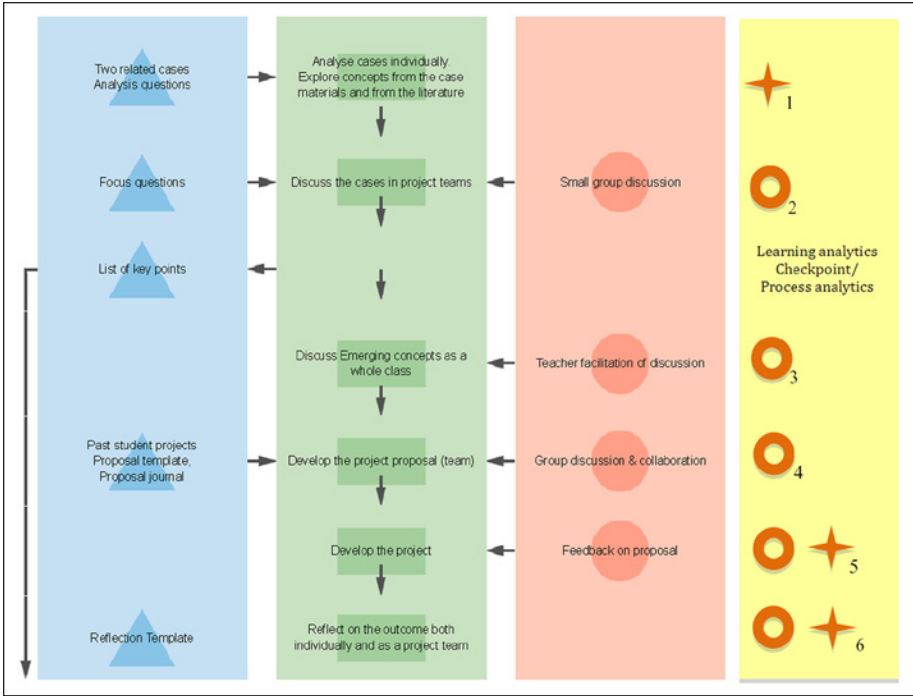 Two related cases
Analysis questions
Analyse cases individually.
Explore concepts from the case
materials and from the literature
1
Focus questions
Discuss the cases in project teams
Small group discussion
2
List of key points
Learning analytics
Checkpoint/
Process analytics
Discuss Emerging concepts as a
whole class
Teacher facilitation of discussion
3
Past student projects
Proposal template,
Proposal journal
Develop the project proposal (team)
Group discussion & collaboration
4
Develop the project
Feedback on proposal
5
Reflection Template
Reflect on the outcome both
individually and as a project team
6